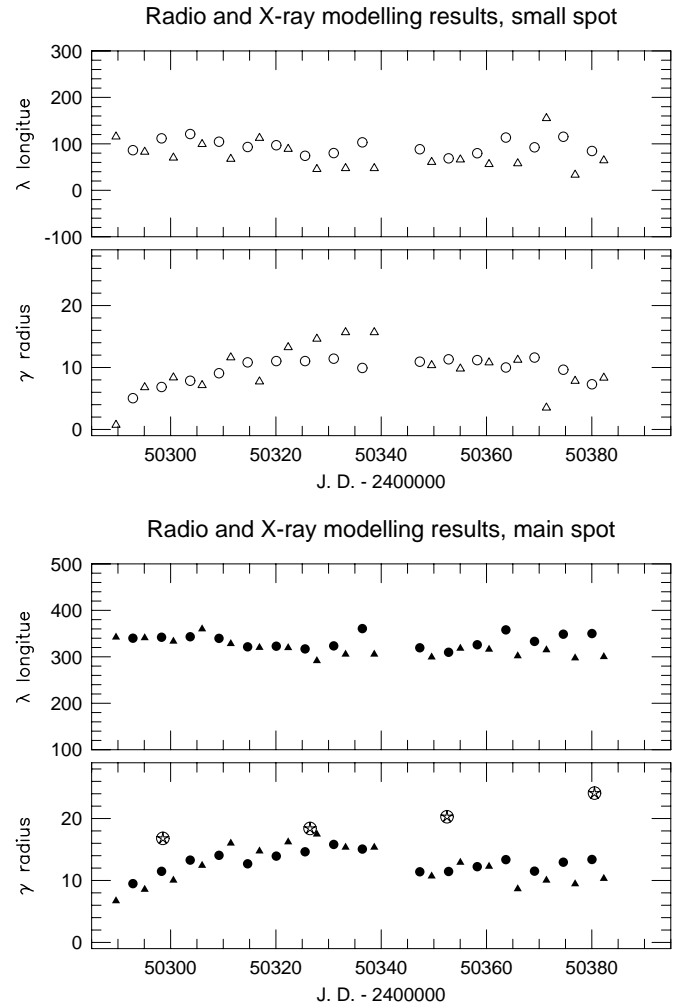 Radio and X-ray modelling results, small spot
300
200
100
0
-100
λ longitue
20
10
0
γ radius
50300 50320 50340 50360 50380
J. D. - 2400000
Radio and X-ray modelling results, main spot
500
400
300
200
100
λ longitue
20
10
0
γ radius
50300 50320 50340 50360 50380
J. D. - 2400000